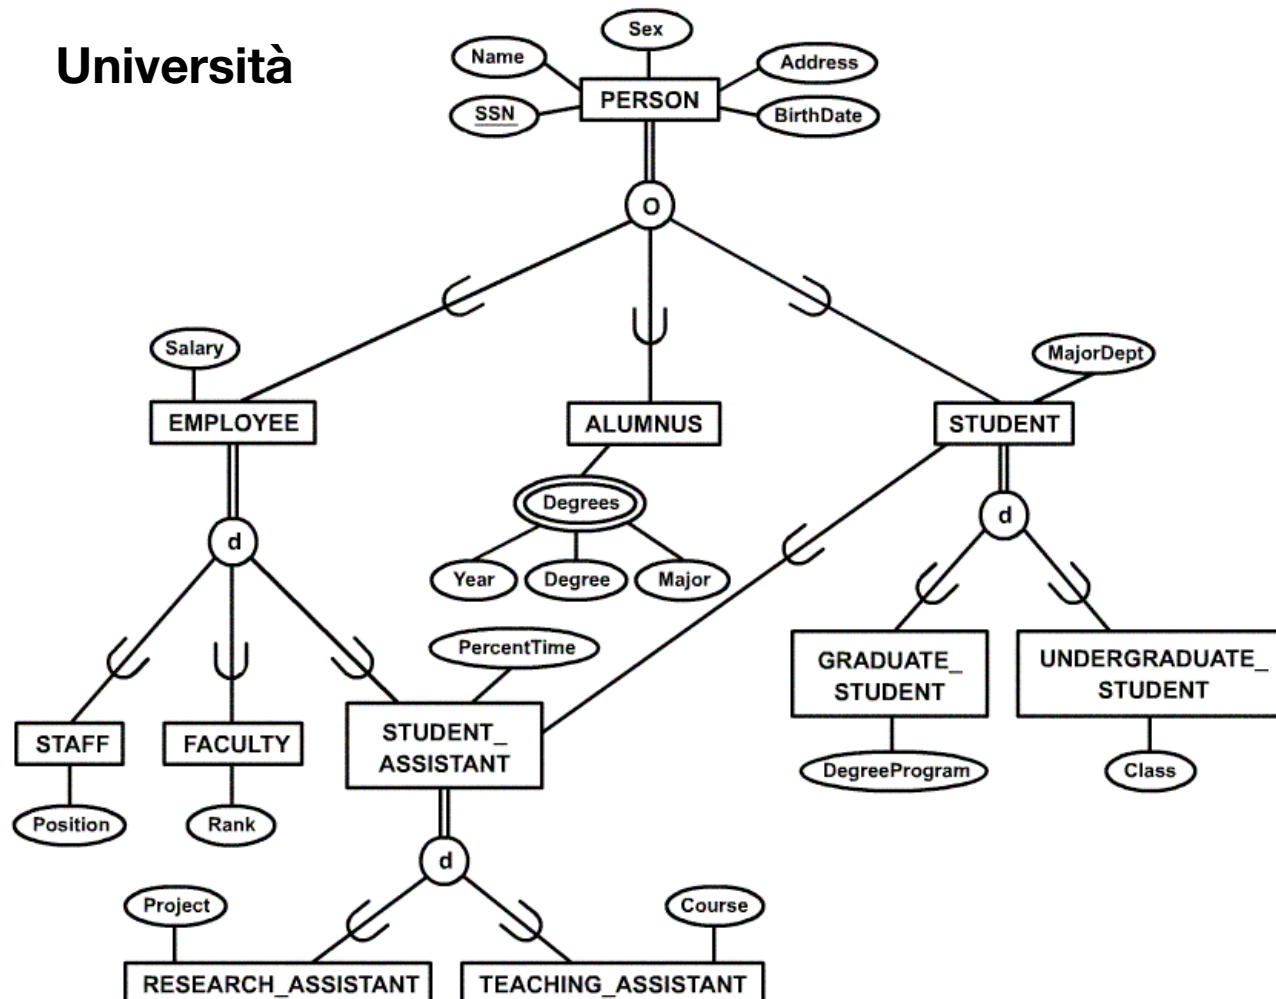 Università
Sex
Name
Address
PERSON
SSN
BirthDate
O
Salary
MajorDept
EMPLOYEE
ALUMNUS
STUDENT
Degrees
d
d
Year
Degree
Major
PercentTime
GRADUATE_
STUDENT
UNDERGRADUATE_
STUDENT
STAFF
FACULTY
STUDENT_
ASSISTANT
DegreeProgram
Class
Position
Rank
d
Project
Course
RESEARCH_ASSISTANT
TEACHING_ASSISTANT